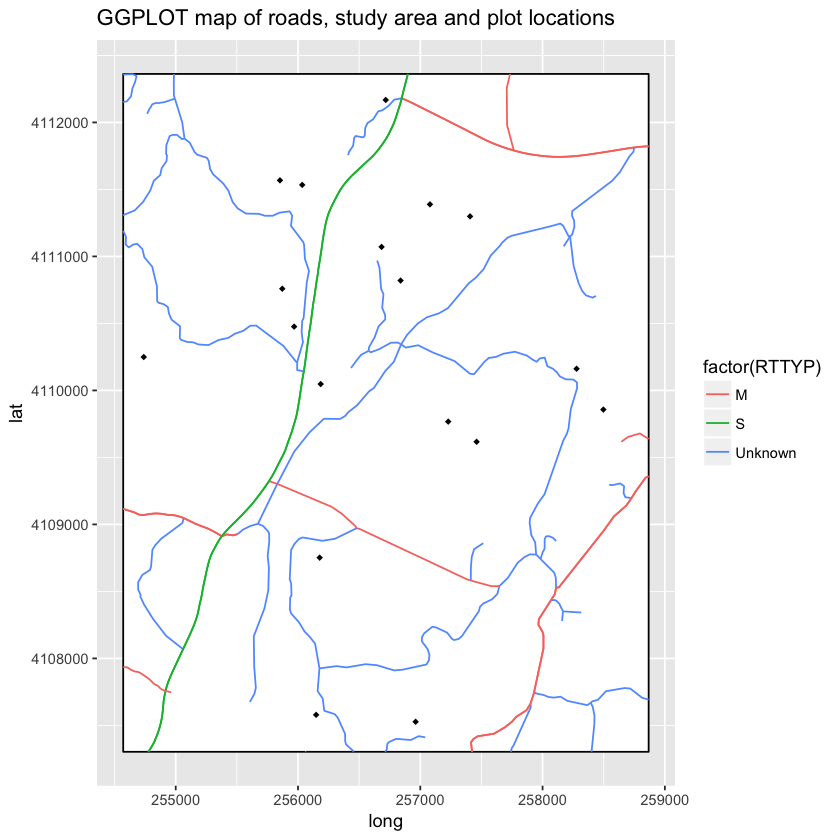 GGPLOT map of roads, study area and plot locations
4112000
4111000
4110000
4109000
4108000
lat
255000 256000 257000 258000 259000
long
factor(RTTYP)
M
S
Unknown